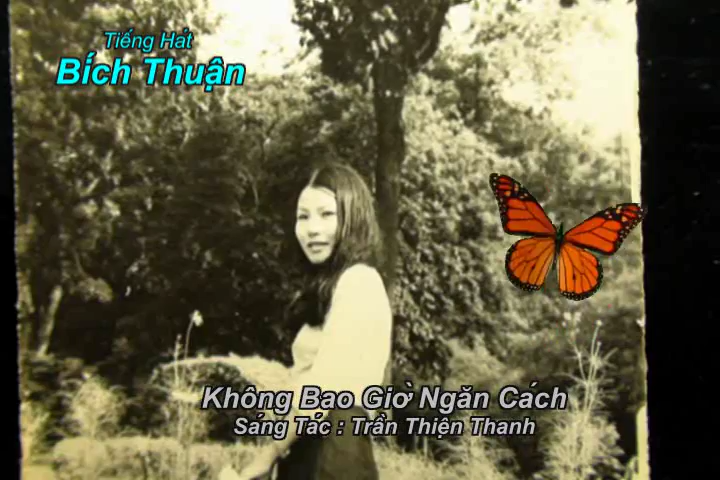 Tiếng Hát
Bích Thuận
Không Bao Giờ Ngăn Cách
Sáng Tác : Trần Thiện Thanh